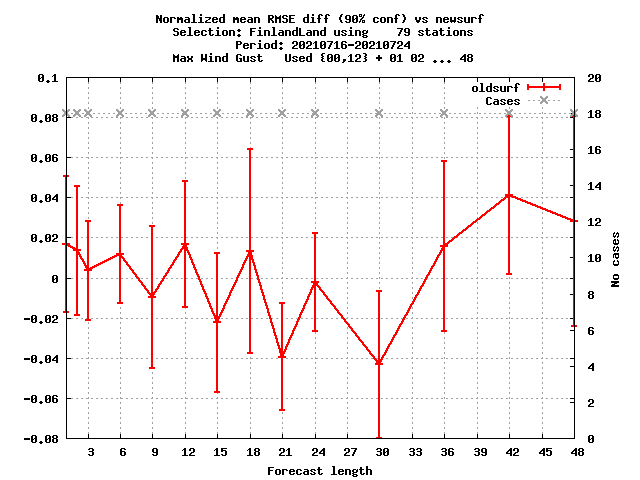 Normalized mean RMSE diff (90% conf) vs newsurf
Selection: FinlandLand using    79 stations
Period: 20210716-20210724
Max Wind Gust   Used {00,12} + 01 02 ... 48
oldsurf
Cases
0.1
0.08
0.06
0.04
0.02
0
-0.02
-0.04
-0.06
-0.08
20
18
16
14
12
10
8
6
4
2
0
No cases
3 6 9 12 15 18 21 24 27 30 33 36 39 42 45 48
Forecast length